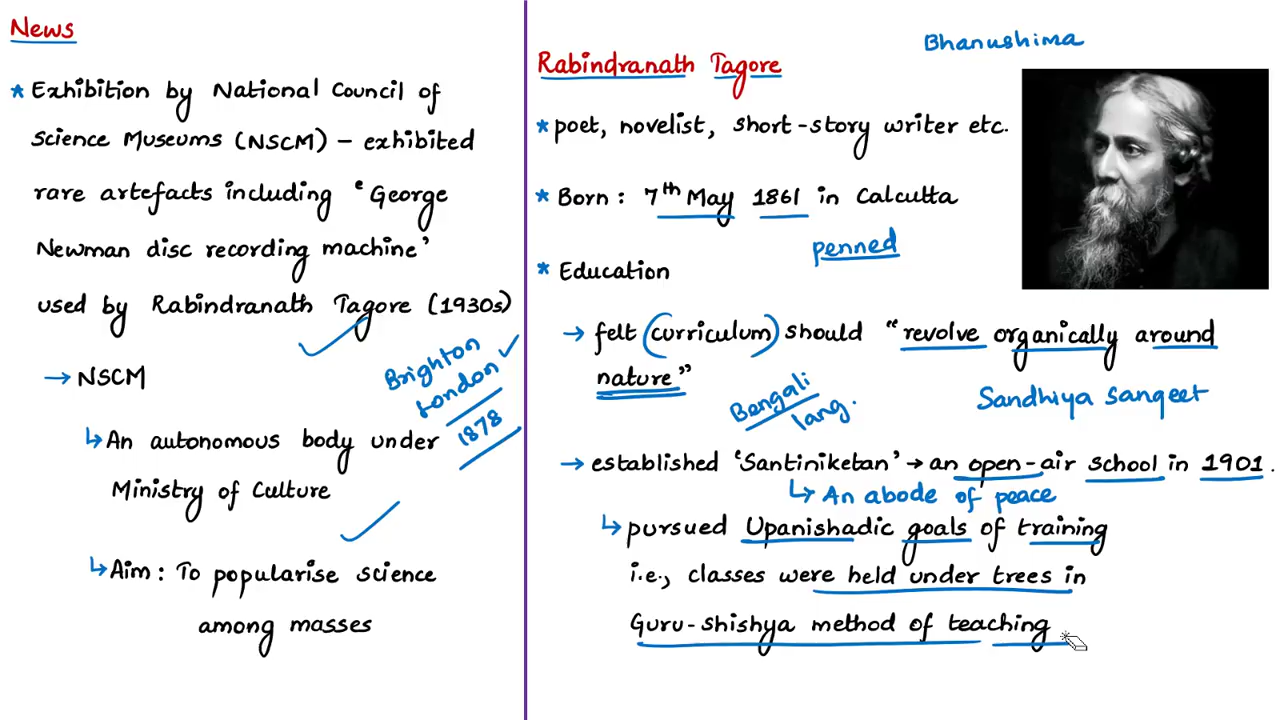 News
* Exhibition by National Council of
Science Museums (NSCM) – exhibited
rare artefacts including 'George
Newman disc recording machine'
used by Rabindranath Tagore (1930s)
→ NSCM
Brighton
London
1878
↳ An autonomous body under
Ministry of Culture
↳ Aim: To popularise science
among masses
Bhanushima
Rabindranath Tagore
* poet, novelist, short-story writer etc.
* Born: 7th May 1861 in Calcutta
penned
* Education
→ felt (curriculum) should "revolve organically around
nature"
Bengali
lang.
Sandhiya Sangeet
→ established 'Santiniketan' → an open-air school in 1901.
↳ An abode of peace
↳ pursued Upanishadic goals of training
i.e., classes were held under trees in
Guru-shishya method of teaching